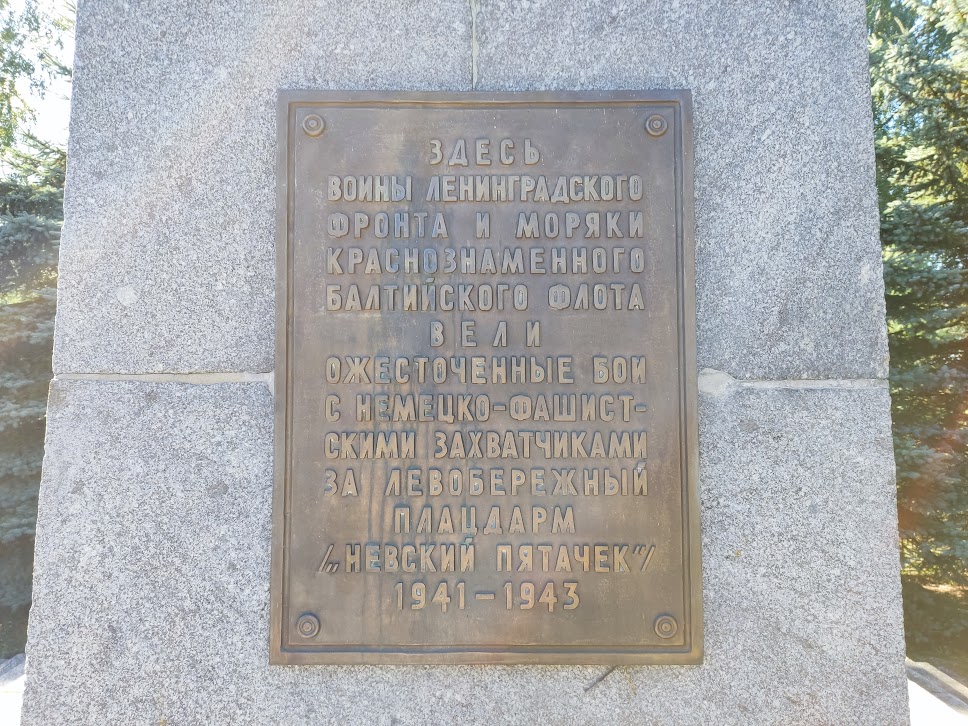 ЗДЕСЬ
ВОИНЫ ЛЕНИНГРАДСКОГО
ФРОНТА И МОРЯКИ
КРАСНОЗНАМЕННОГО
БАЛТИЙСКОГО ФЛОТА
ВЕЛИ
ОЖЕСТОЧЕННЫЕ БОИ
С НЕМЕЦКО-ФАШИСТ-
СКИМИ ЗАХВАТЧИКАМИ
ЗА ЛЕВОБЕРЕЖНЫЙ
ПЛАЦДАРМ
/„НЕВСКИЙ ПЯТАЧЕК“/
1941-1943